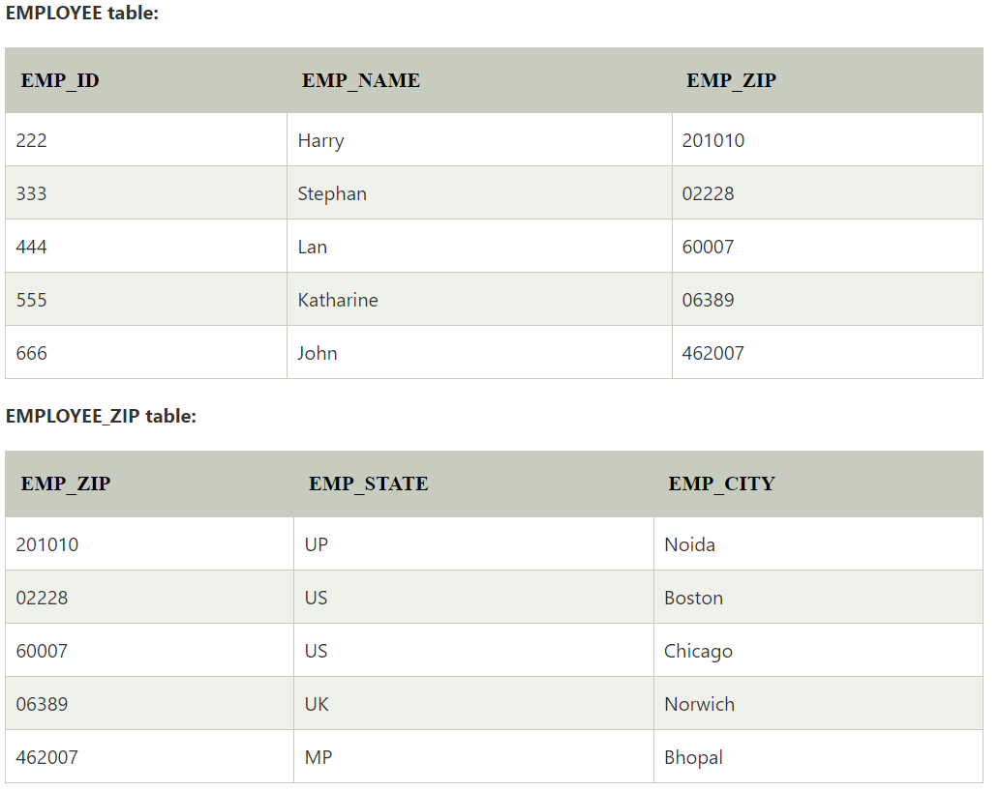 EMPLOYEE table:
EMP_ID EMP_NAME EMP_ZIP
222 Harry 201010
333 Stephan 02228
444 Lan 60007
555 Katharine 06389
666 John 462007
EMPLOYEE_ZIP table:
EMP_ZIP EMP_STATE EMP_CITY
201010 UP Noida
02228 US Boston
60007 US Chicago
06389 UK Norwich
462007 MP Bhopal